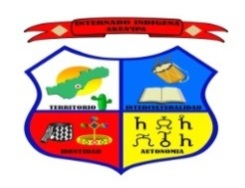 INTERNADO INDIGENA
TERRITORIO
INTERCULTURALIDAD
IDENTIDAD
AUTONOMIA